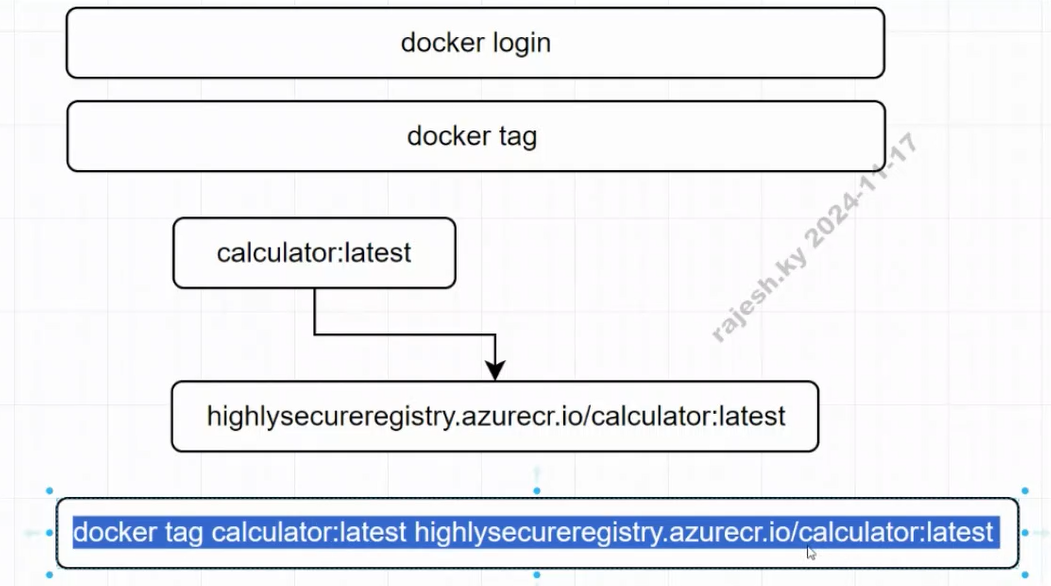 docker login
docker tag
rajesh.ky 2024-11-17
calculator:latest
highlysecureregistry.azurecr.io/calculator:latest
docker tag calculator:latest highlysecureregistry.azurecr.io/calculator:latest